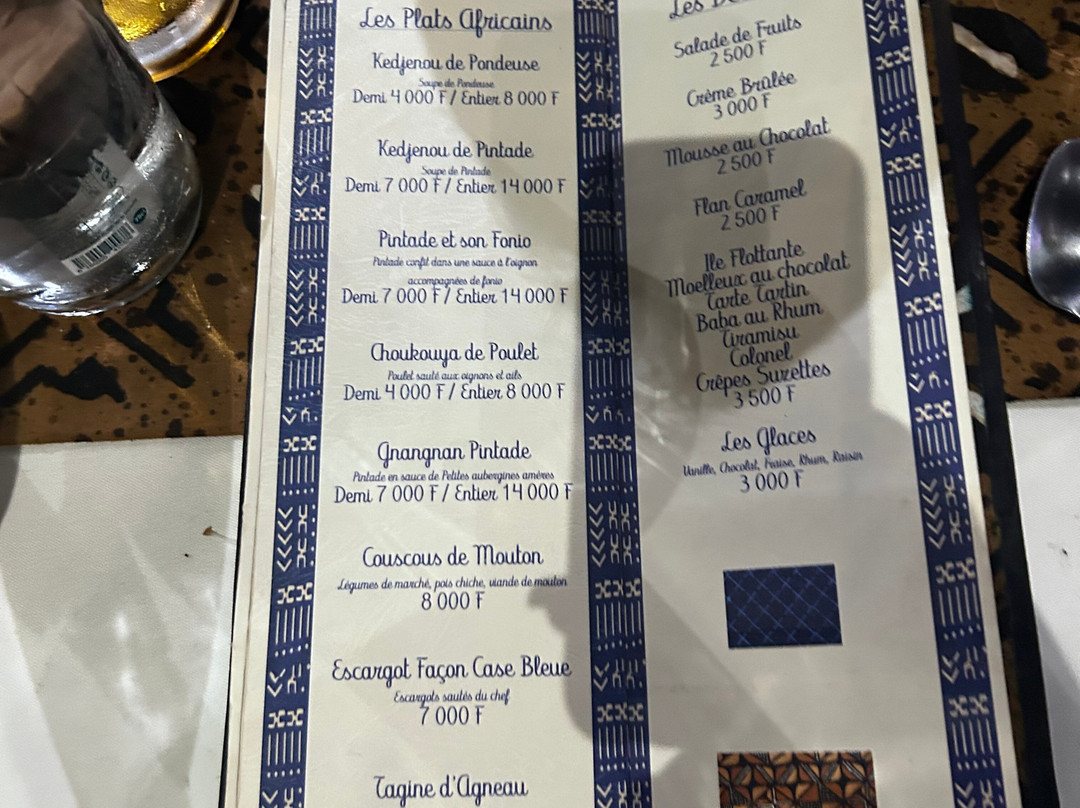 Les Plats Africains
Kedjenou de Pondeuse
Soupe de Pondeuse
Demi 4 000 F / Entier 8 000 F
Kedjenou de Pintade
Soupe de Pintade
Demi 7 000 F / Entier 14 000 F
Pintade et son Fonio
Pintade confit dans une sauce à l'oignon
accompagnées de fonio
Demi 7 000 F / Entier 14 000 F
Choukouya de Poulet
Poulet sauté aux oignons et ails
Demi 4 000 F / Entier 8 000 F
Gnangnan Pintade
Pintade en sauce de Petites aubergines amères
Demi 7 000 F / Entier 14 000 F
Couscous de Mouton
Légumes de marché, pois chiche, viande de mouton
8 000 F
Escargot Façon Case Bleue
Escargots sautés du chef
7 000 F
Tagine d'Agneau
Les
Salade de Fruits
2 500 F
Crème Brûlée
3 000 F
Mousse au Chocolat
2 500 F
Flan Caramel
2 500 F
Ile Flottante
Moelleux au chocolat
Tarte Tartin
Baba au Rhum
Tiramisu
Colonel
Crêpes Suzettes
3 500 F
Les Glaces
Vanille, Chocolat, Fraise, Rhum, Raisin
3 000 F